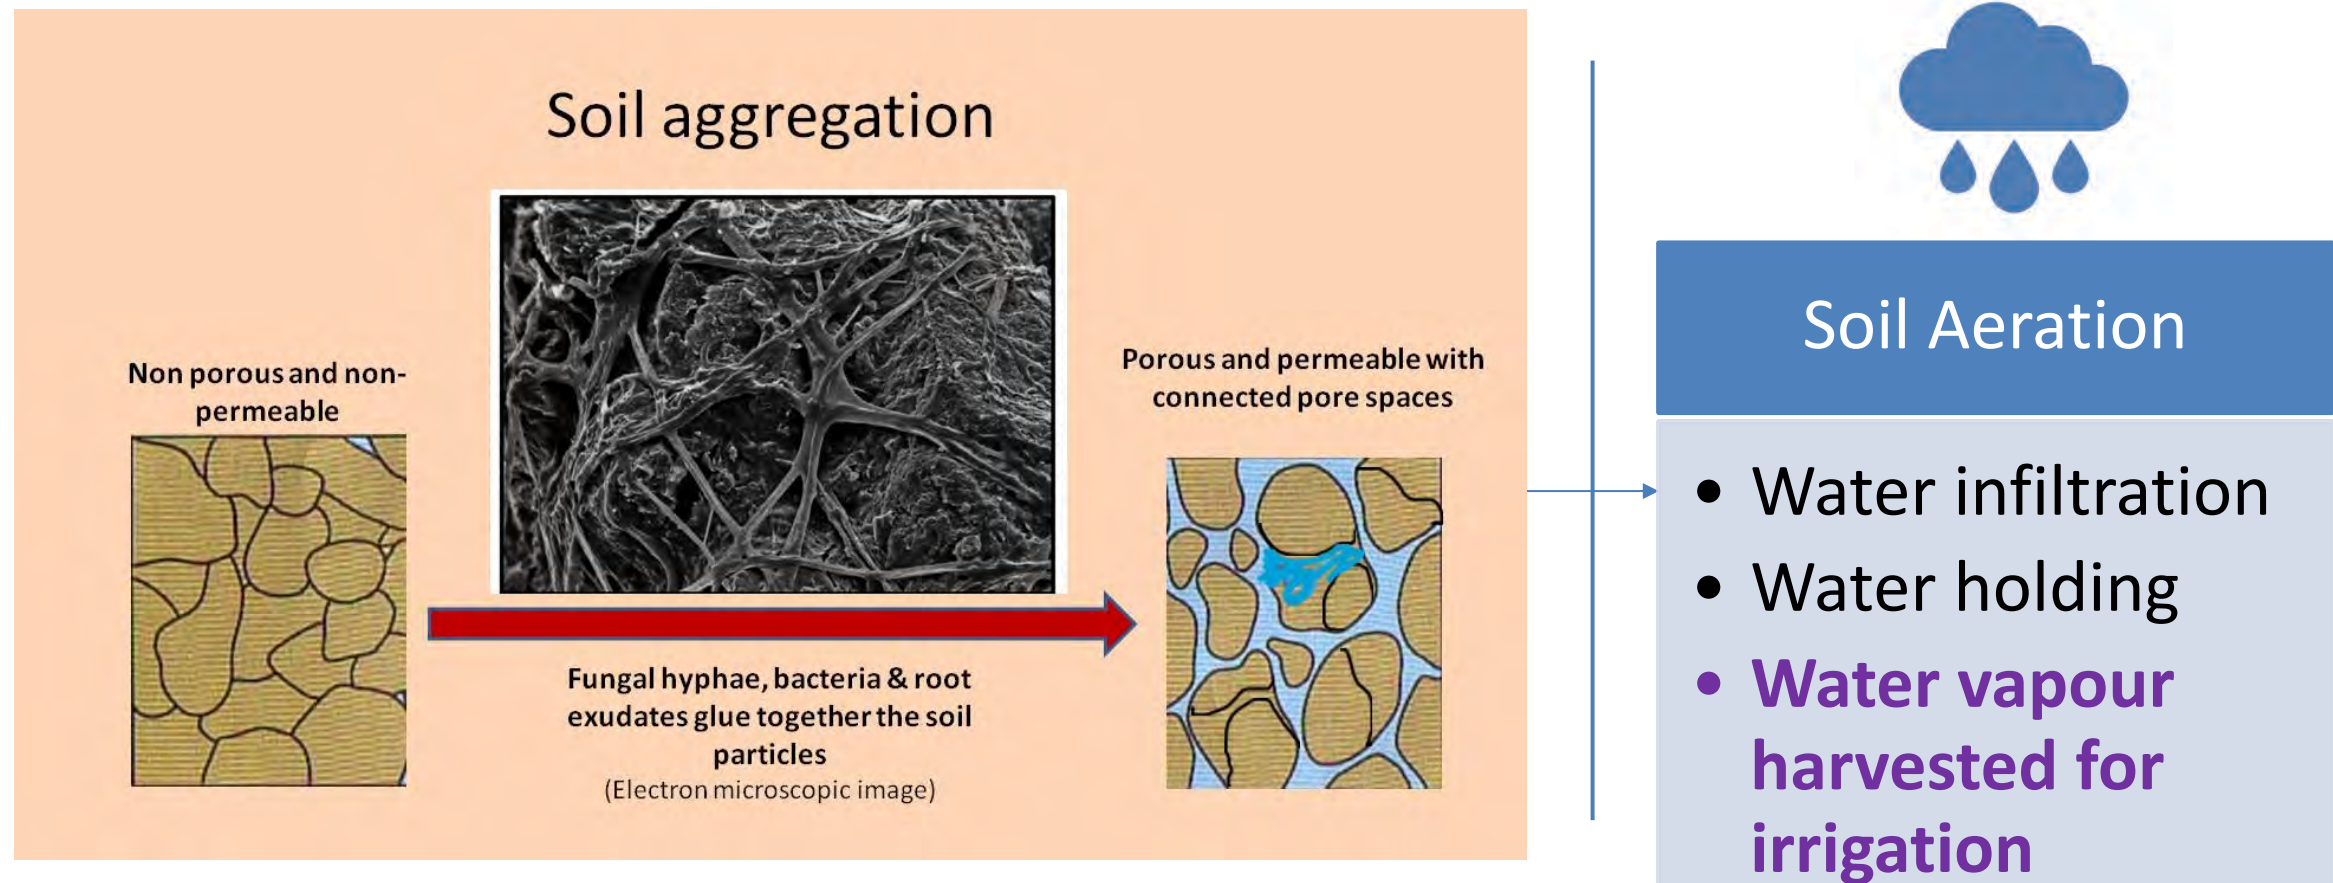 Soil aggregation
Non porous and non-
permeable
Porous and permeable with
connected pore spaces
Fungal hyphae, bacteria & root
exudates glue together the soil
particles
(Electron microscopic image)
Soil Aeration
• Water infiltration
• Water holding
• Water vapour
harvested for
irrigation